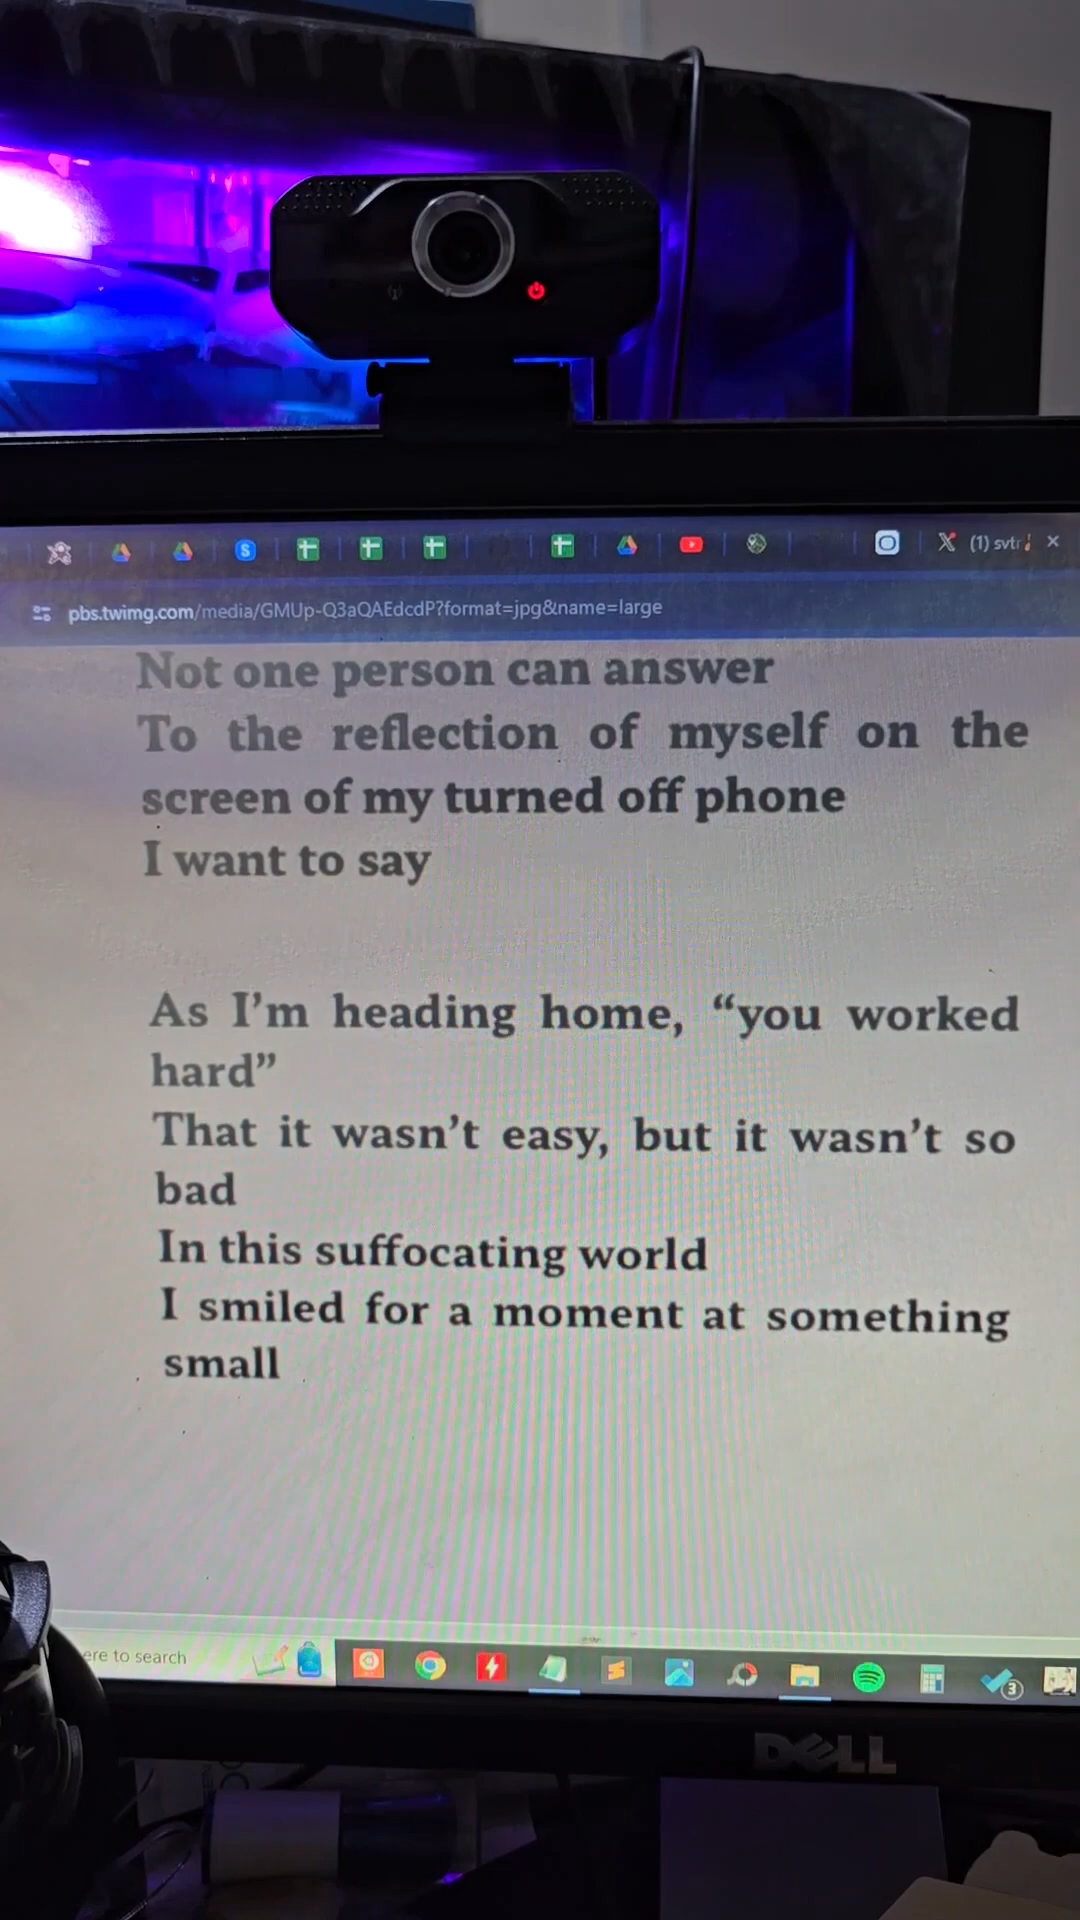 (1) svtr
pbs.twimg.com/media/GMUp-Q3aQAEdcdP?format=jpg&name=large
Not one person can answer
To the reflection of myself on the
screen of my turned off phone
I want to say
As I'm heading home, “you worked
hard”
That it wasn't easy, but it wasn't so
bad
In this suffocating world
I smiled for a moment at something
small
ere to search
3
DELL